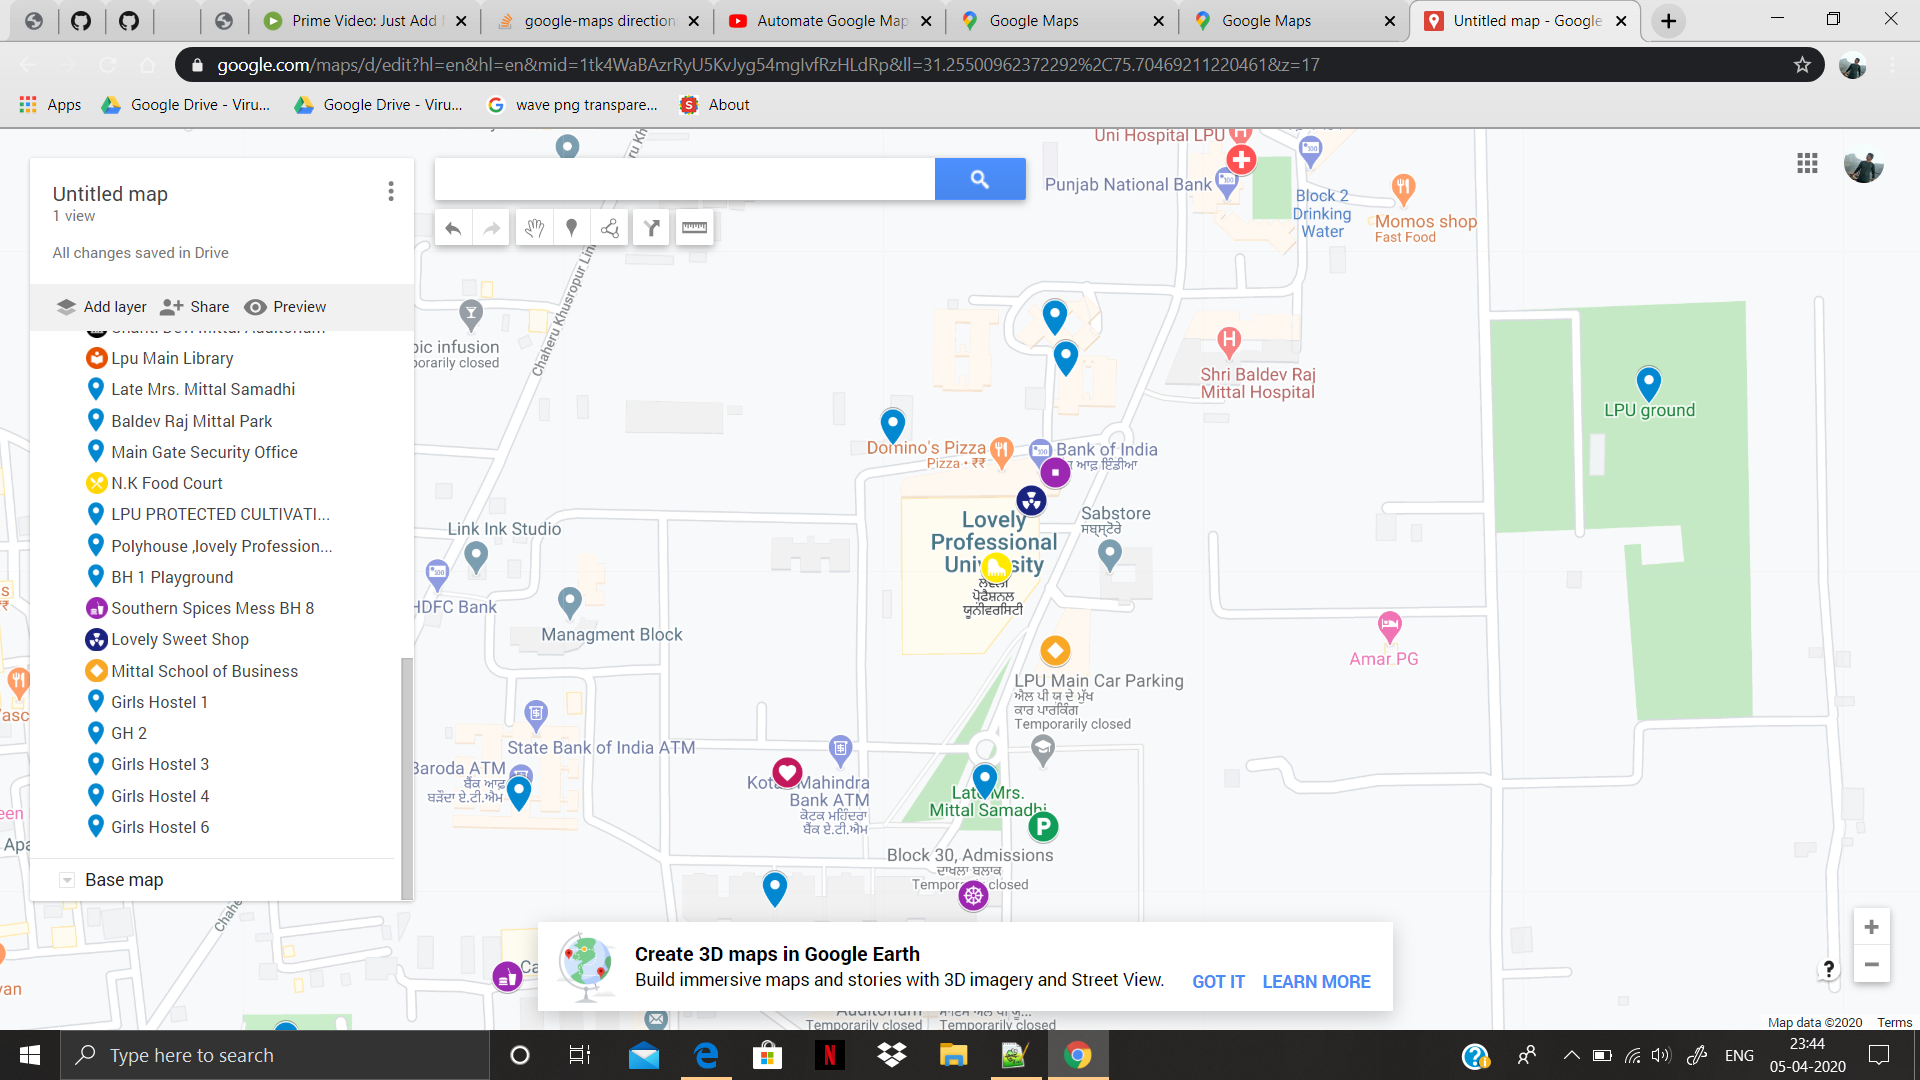 Prime Video: Just Add
google-maps direction
Automate Google Map
Google Maps
Google Maps
Untitled map - Google
google.com/maps/d/edit?hl=en&hl=en&mid=1tk4WaBAzrRyU5KvJyg54mgIvfRzHLdRp&ll=31.25500962372292%2C75.70469211220461&z=17
Apps
Google Drive - Viru...
Google Drive - Viru...
wave png transpare...
About
Untitled map
1 view
All changes saved in Drive
Add layer
Share
Preview
Shanti Devi Mittal Auditorium
Lpu Main Library
Late Mrs. Mittal Samadhi
Baldev Raj Mittal Park
Main Gate Security Office
N.K Food Court
LPU PROTECTED CULTIVATI...
Polyhouse ,lovely Profession...
BH 1 Playground
Southern Spices Mess BH 8
Lovely Sweet Shop
Mittal School of Business
Girls Hostel 1
GH 2
Girls Hostel 3
Girls Hostel 4
Girls Hostel 6
Base map
Uni Hospital LPU
Punjab National Bank
Block 2
Drinking
Water
Momos shop
Fast Food
Chaheru Khusropur Lin
infusion
Shri Baldev Raj
Mittal Hospital
LPU ground
Domino's Pizza
Pizza • ₹₹
Bank of India
ਆਫ਼ ਇੰਡੀਆ
Link Ink Studio
Lovely
Professional
University
ਲਵਲੀ
ਪ੍ਰੋਫੈਸ਼ਨਲ
ਯੂਨੀਵਰਸਿਟੀ
Sabstore
ਸਬਸਟੋਰੇ
HDFC Bank
Managment Block
Amar PG
LPU Main Car Parking
ਐਲ ਪੀ ਯੂ ਦੇ ਮੁੱਖ
ਕਾਰ ਪਾਰਕਿੰਗ
Temporarily closed
State Bank of India ATM
Baroda ATM
ਬੈਂਕ ਆਫ਼
ਬੜੌਦਾ ਏ.ਟੀ.ਐਮ
Kotak Mahindra
Bank ATM
ਕੋਟਕ ਮਹਿੰਦਰਾ
ਬੈਂਕ ਏ.ਟੀ.ਐਮ
Late Mrs.
Mittal Samadhi
P
Block 30, Admissions
ਦਾਖਲਾ ਬਲਾਕ
Temporarily closed
Create 3D maps in Google Earth
Build immersive maps and stories with 3D imagery and Street View.
GOT IT
LEARN MORE
Auditorium
Temporarily closed
Temporarily closed
Map data ©2020
Terms
Type here to search
ENG
23:44
05-04-2020